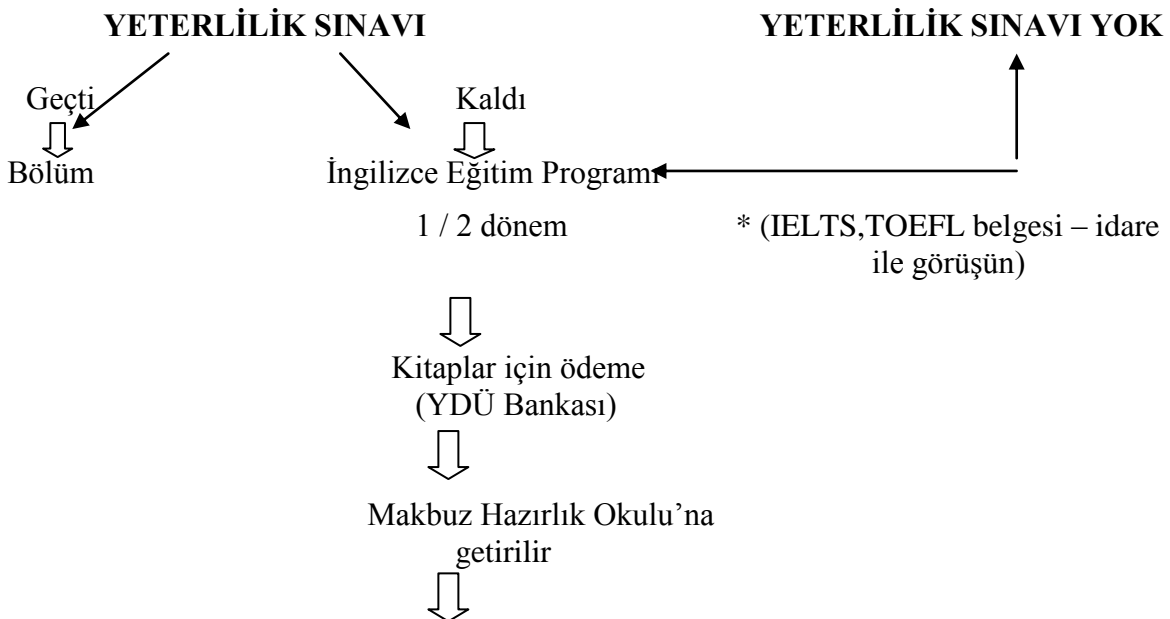 YETERLİLİK SINAVI
YETERLİLİK SINAVI YOK
Geçti
Kaldı
Bölüm
İngilizce Eğitim Programı
1 / 2 dönem
* (IELTS,TOEFL belgesi – idare
ile görüşün)
Kitaplar için ödeme
(YDÜ Bankası)
Makbuz Hazırlık Okulu’na
getirilir